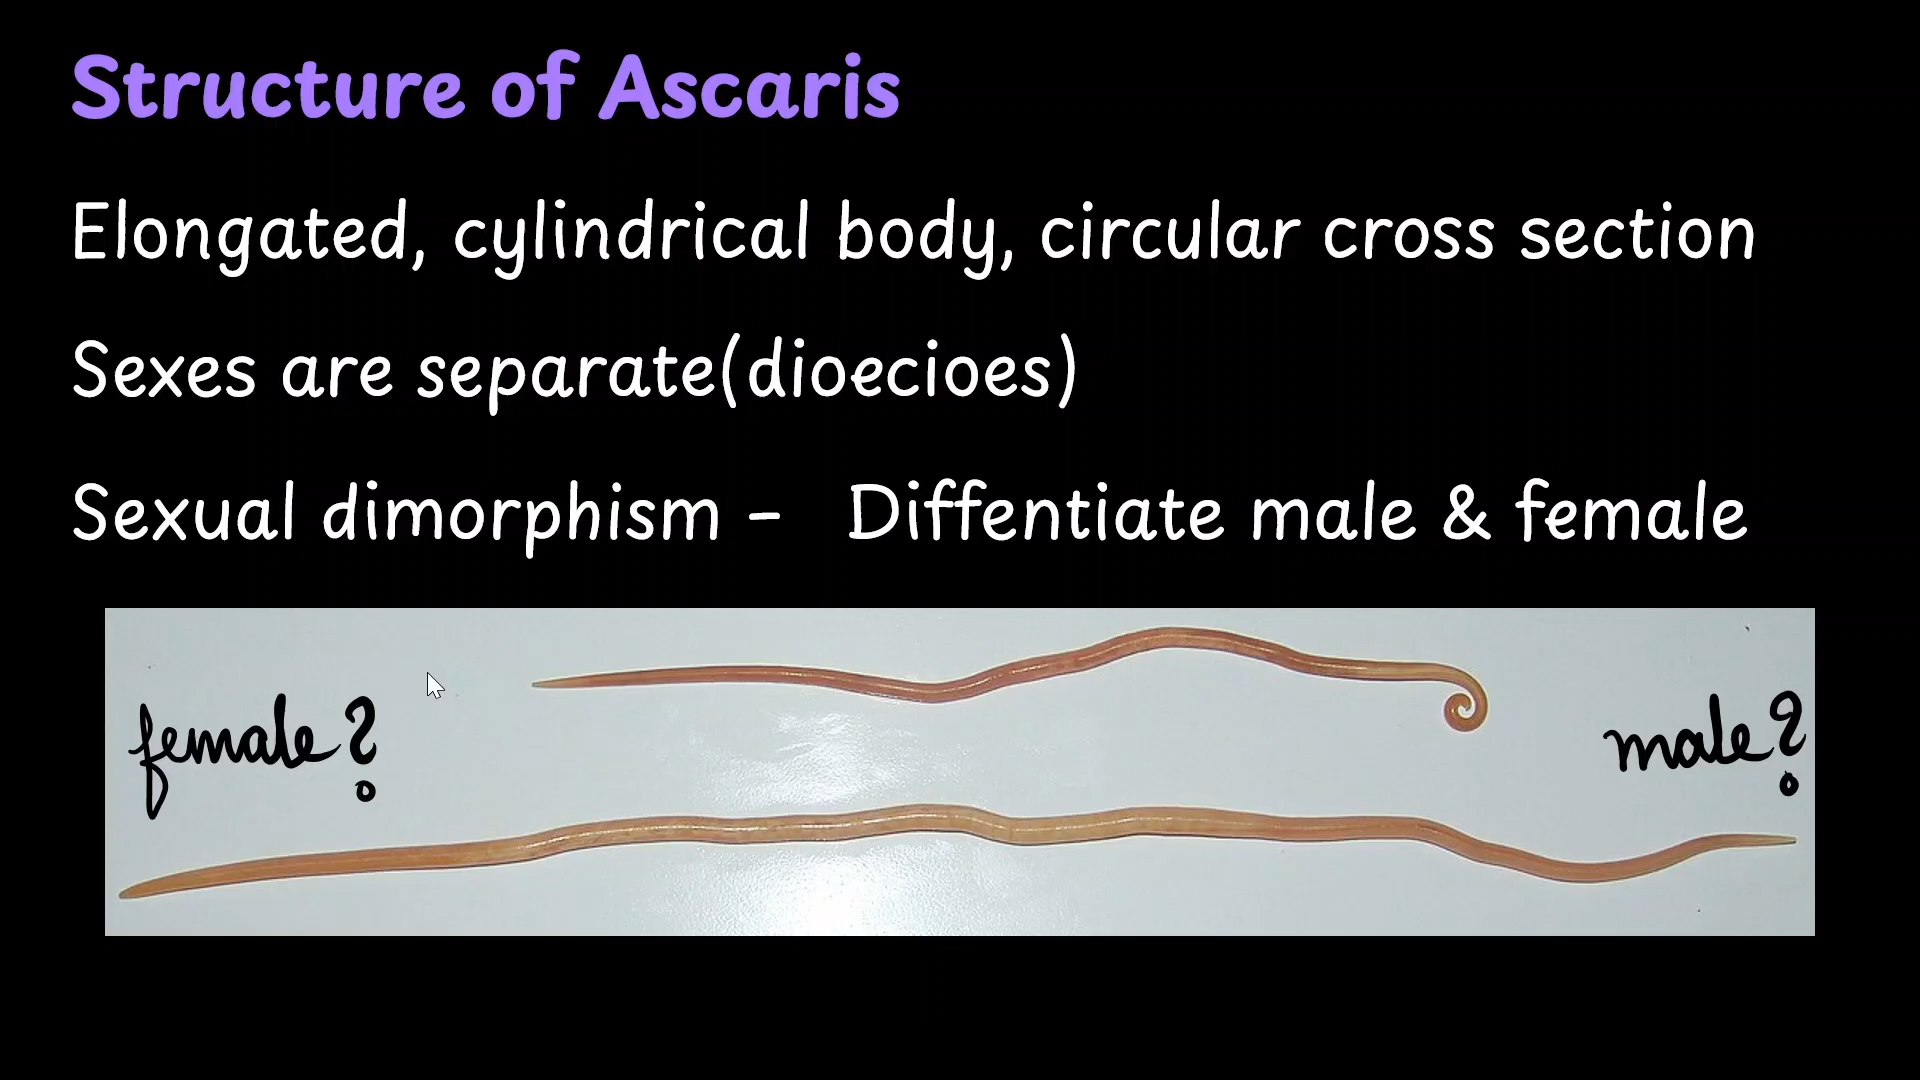 Structure of Ascaris
Elongated, cylindrical body, circular cross section
Sexes are separate(dioecioes)
Sexual dimorphism - Diffentiate male & female
female?
male?